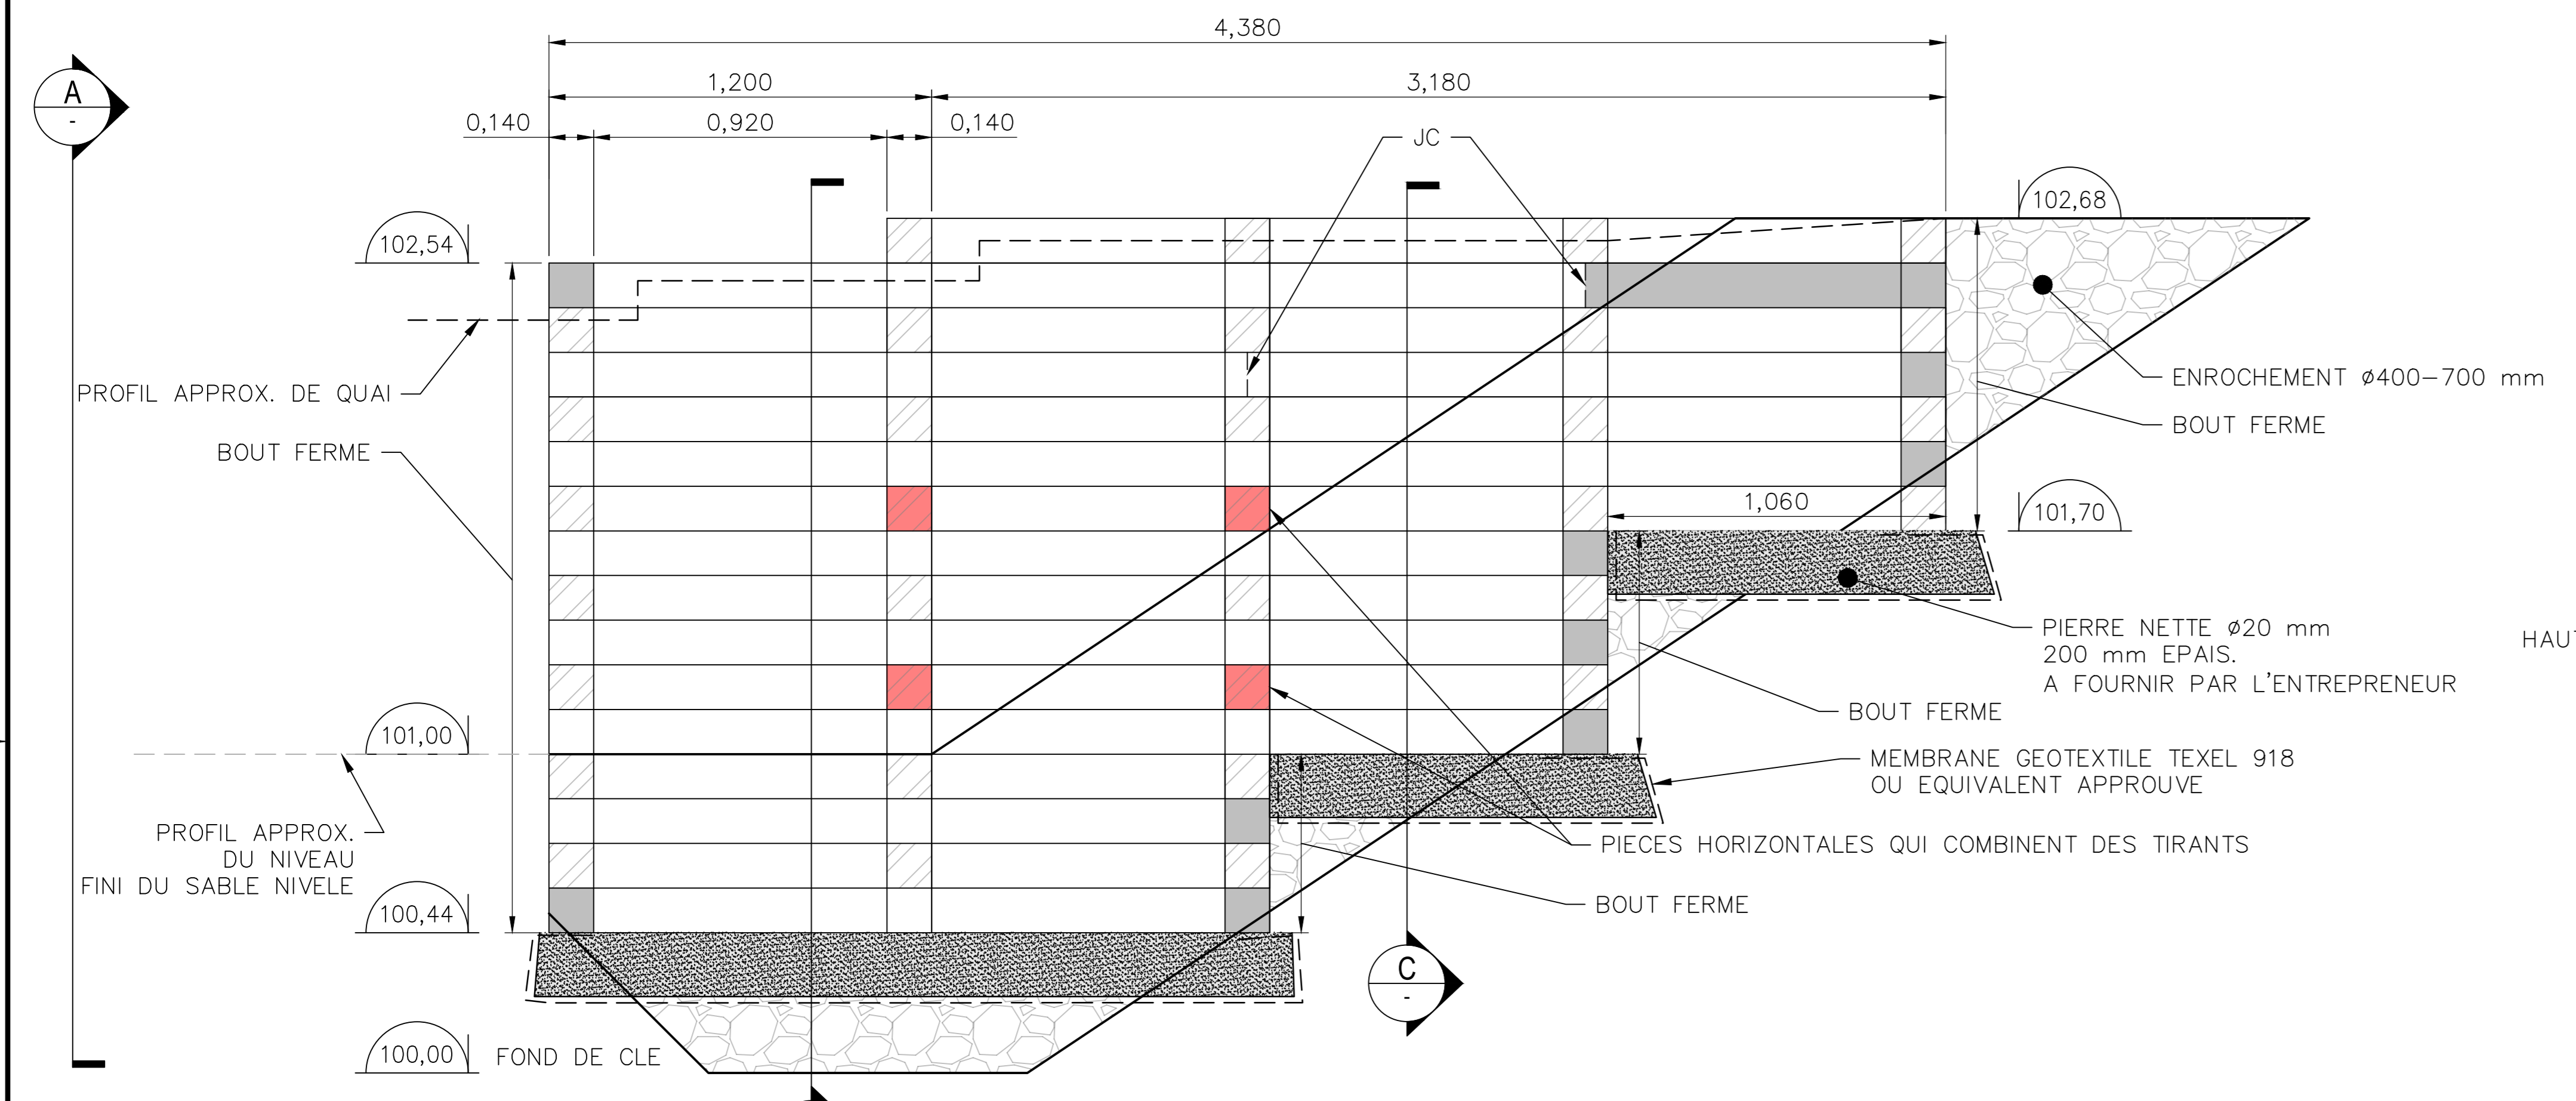 4,380
1,200
3,180
A
-
0,140
0,920
0,140
JC
102,68
102,54
PROFIL APPROX. DE QUAI
ENROCHEMENT ø400–700 mm
BOUT FERME
BOUT FERME
1,060
101,70
PIERRE NETTE ø20 mm
200 mm EPAIS.
A FOURNIR PAR L'ENTREPRENEUR
HAUT
BOUT FERME
101,00
MEMBRANE GEOTEXTILE TEXEL 918
OU EQUIVALENT APPROUVE
PROFIL APPROX.
DU NIVEAU
FINI DU SABLE NIVELE
PIECES HORIZONTALES QUI COMBINENT DES TIRANTS
BOUT FERME
100,44
C
-
100,00
FOND DE CLE